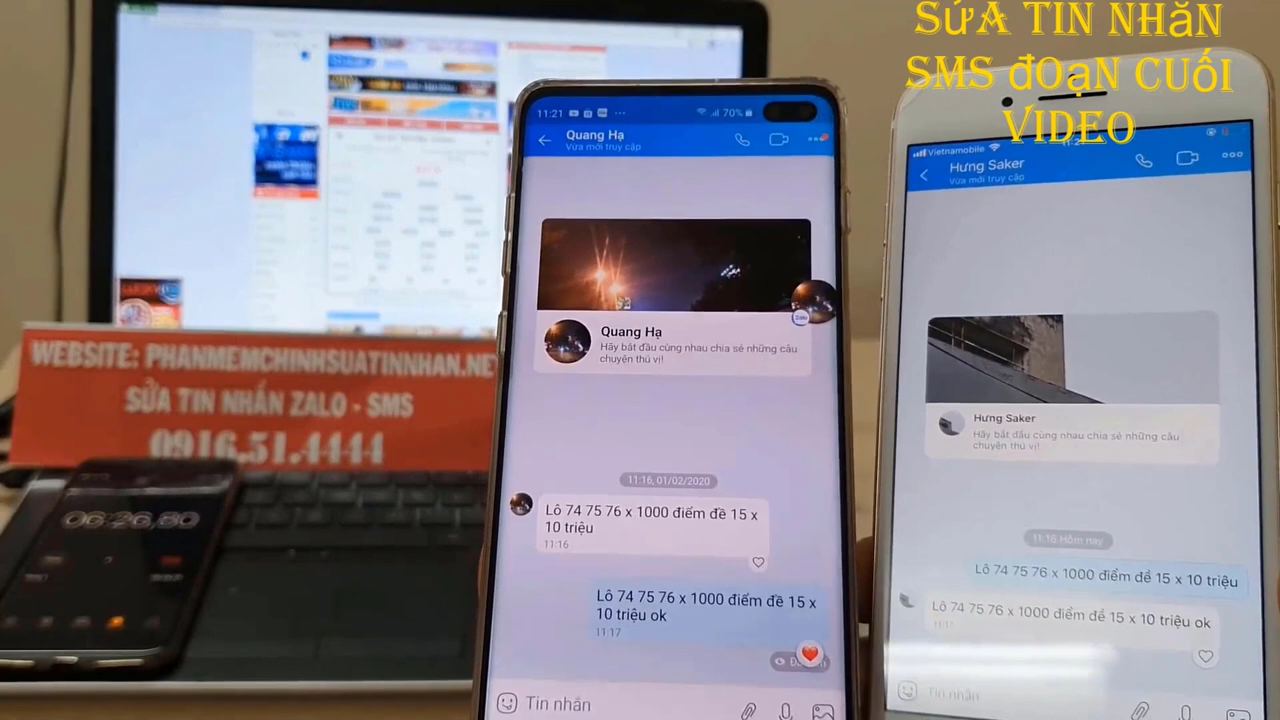 SỬA TIN NHẮN
SMS ĐOẠN CUỐI
VIDEO
WEBSITE: PHANMEMCHINHSUATINNHAN.NE
SỬA TIN NHẮN ZALO - SMS
0916.51.4444
06:26,50
11:21
70%
Quang Hạ
Vừa mới truy cập
Quang Hạ
Hãy bắt đầu cùng nhau chia sẻ những câu
chuyện thú vị!
Zalo
11:16, 01/02/2020
Lô 74 75 76 x 1000 điểm đề 15 x
10 triệu
11:16
Lô 74 75 76 x 1000 điểm đề 15 x
10 triệu ok
11:17
Tin nhắn
Vietnamobile
Hưng Saker
Vừa mới truy cập
Hưng Saker
Hãy bắt đầu cùng nhau chia sẻ những câu
chuyện thú vị!
11:16 Hôm nay
Lô 74 75 76 x 1000 điểm đề 15 x 10 triệu
Lô 74 75 76 x 1000 điểm đề 15 x 10 triệu ok
Tin nhắn